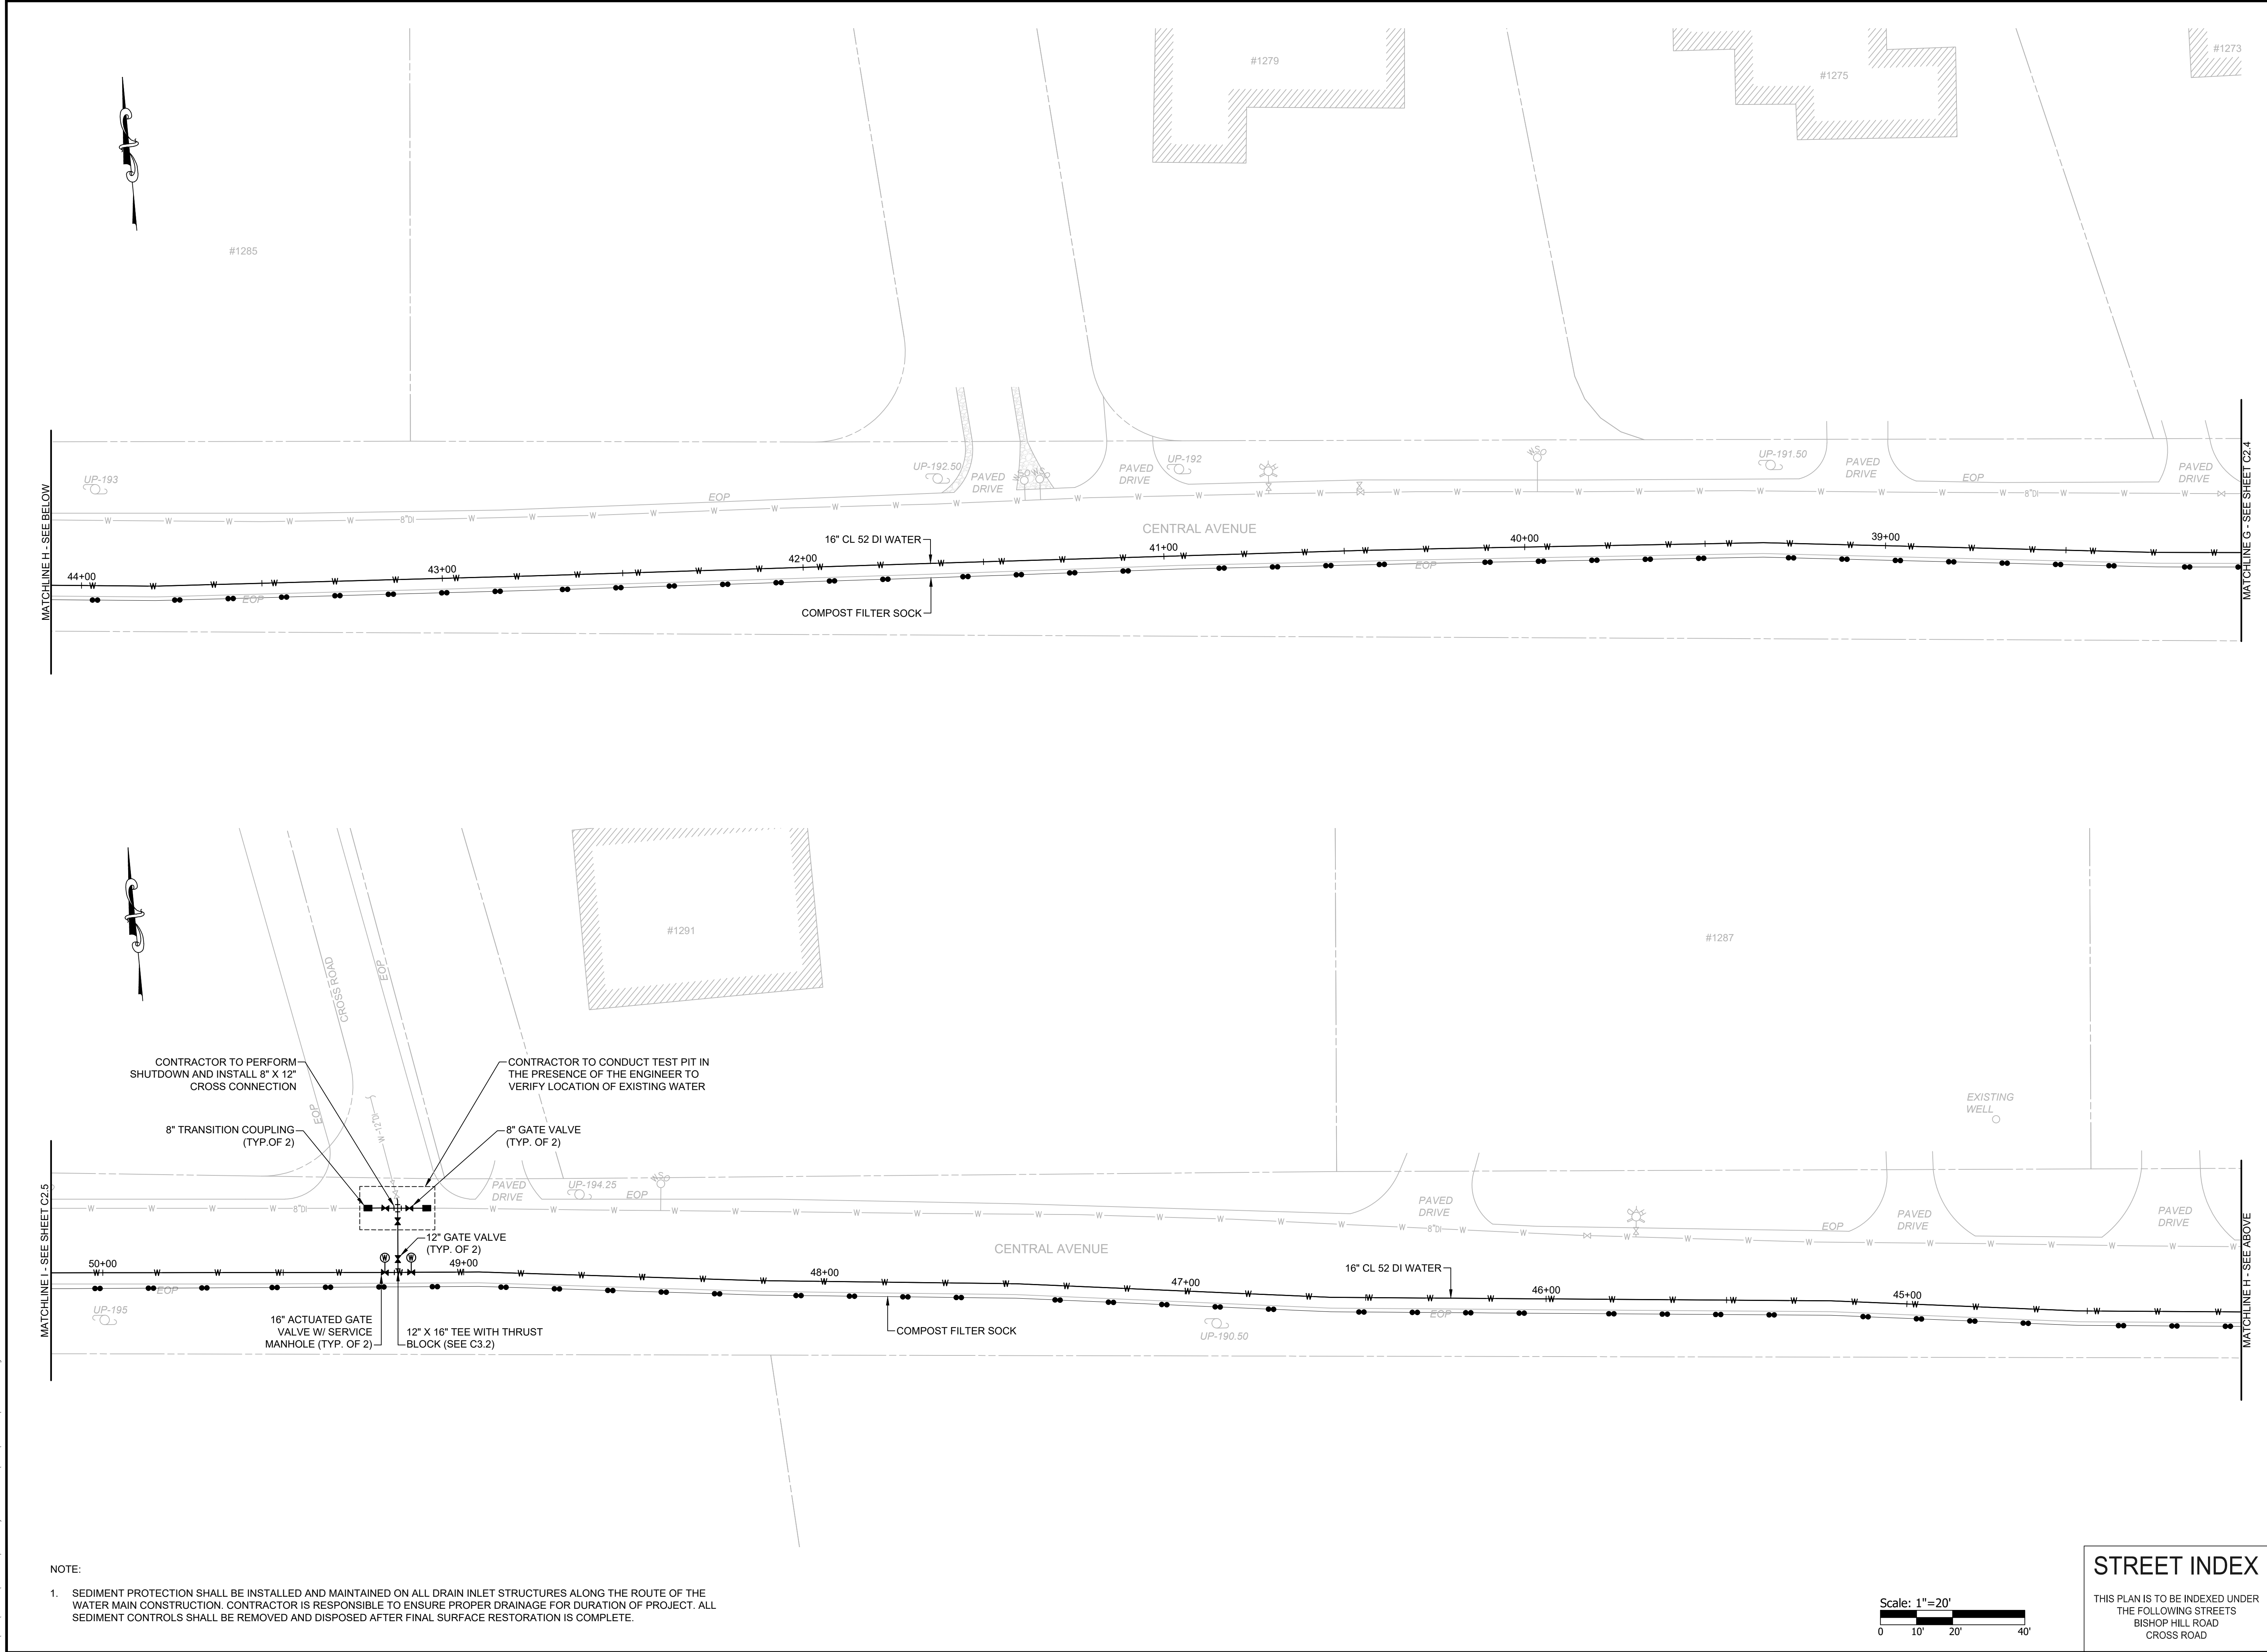 #1285
#1279
#1275
#1273
MATCHLINE H - SEE BELOW
MATCHLINE G - SEE SHEET C2.4
UP-193
UP-192.50
UP-192
UP-191.50
PAVED
DRIVE
PAVED
DRIVE
PAVED
DRIVE
PAVED
DRIVE
WSO
WSO
WSO
EOP
EOP
8"DI
8"DI
CENTRAL AVENUE
16" CL 52 DI WATER
44+00
43+00
42+00
41+00
40+00
39+00
EOP
EOP
COMPOST FILTER SOCK
#1291
#1287
CROSS ROAD
EOP
EOP
W-12"DI
CONTRACTOR TO PERFORM
SHUTDOWN AND INSTALL 8" X 12"
CROSS CONNECTION
CONTRACTOR TO CONDUCT TEST PIT IN
THE PRESENCE OF THE ENGINEER TO
VERIFY LOCATION OF EXISTING WATER
8" TRANSITION COUPLING
(TYP.OF 2)
8" GATE VALVE
(TYP. OF 2)
EXISTING
WELL
MATCHLINE I - SEE SHEET C2.5
MATCHLINE H - SEE ABOVE
PAVED
DRIVE
UP-194.25
EOP
WSO
PAVED
DRIVE
PAVED
DRIVE
PAVED
DRIVE
EOP
8"DI
8"DI
12" GATE VALVE
(TYP. OF 2)
CENTRAL AVENUE
16" CL 52 DI WATER
50+00
49+00
48+00
47+00
46+00
45+00
EOP
EOP
UP-195
UP-190.50
16" ACTUATED GATE
VALVE W/ SERVICE
MANHOLE (TYP. OF 2)
12" X 16" TEE WITH THRUST
BLOCK (SEE C3.2)
COMPOST FILTER SOCK
NOTE:
1. SEDIMENT PROTECTION SHALL BE INSTALLED AND MAINTAINED ON ALL DRAIN INLET STRUCTURES ALONG THE ROUTE OF THE
WATER MAIN CONSTRUCTION. CONTRACTOR IS RESPONSIBLE TO ENSURE PROPER DRAINAGE FOR DURATION OF PROJECT. ALL
SEDIMENT CONTROLS SHALL BE REMOVED AND DISPOSED AFTER FINAL SURFACE RESTORATION IS COMPLETE.
Scale: 1"=20'
0 10' 20' 40'
STREET INDEX
THIS PLAN IS TO BE INDEXED UNDER
THE FOLLOWING STREETS
BISHOP HILL ROAD
CROSS ROAD